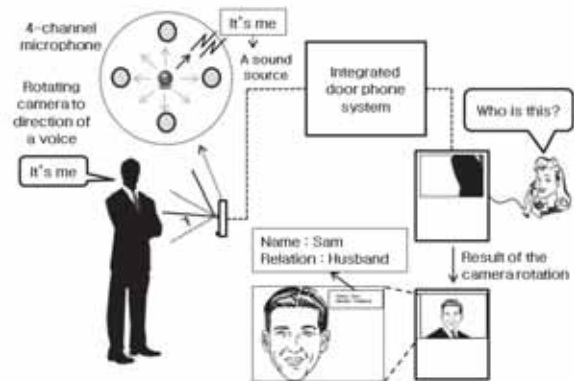 4-channel
microphone
It's me
A sound
source
Rotating
camera to
direction of
a voice
It's me
Integrated
door phone
system
Who is this?
Name : Sam
Relation : Husband
Result of the
camera rotation